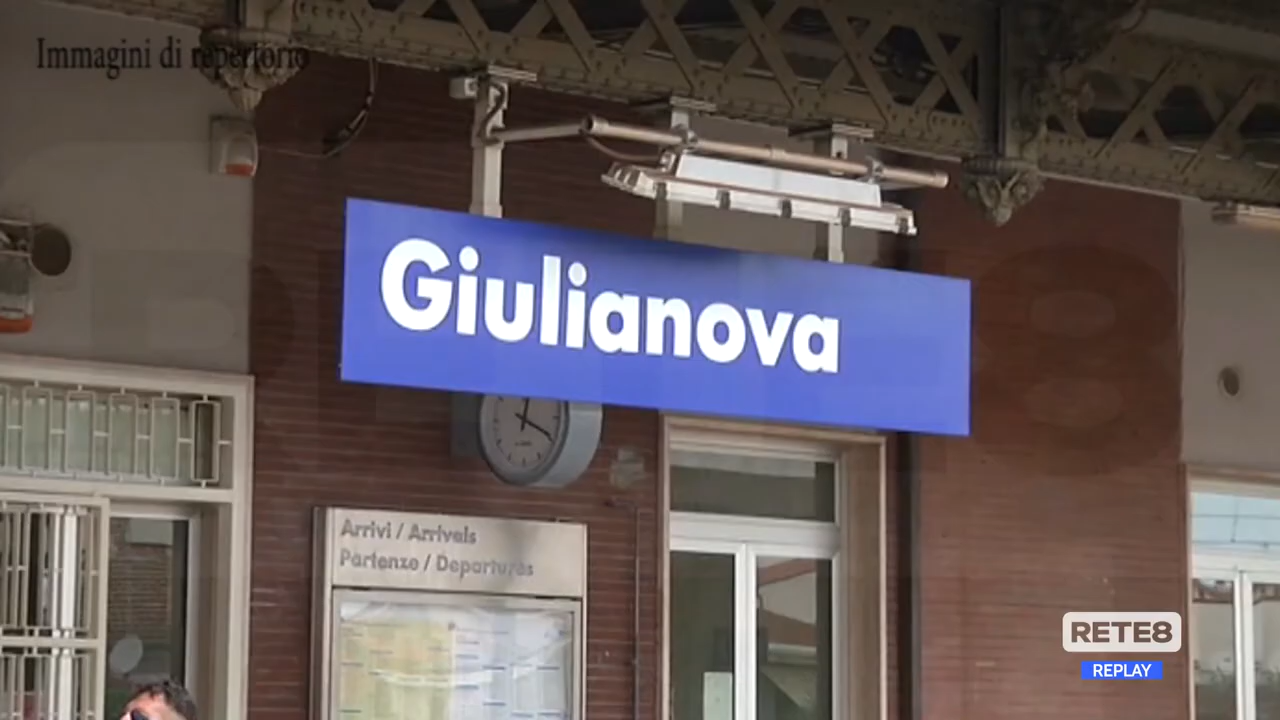 Immagini di repertorio
Giulianova
Arrivi / Arrivals
Partenze / Departures
RETE8
REPLAY